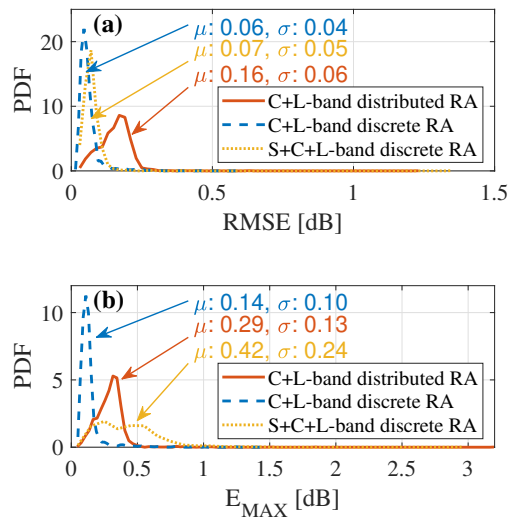 (a)
μ: 0.06, σ: 0.04
μ: 0.07, σ: 0.05
μ: 0.16, σ: 0.06
C+L-band distributed RA
C+L-band discrete RA
S+C+L-band discrete RA
PDF
20
10
0
0 0.5 1 1.5
RMSE [dB]
(b)
μ: 0.14, σ: 0.10
μ: 0.29, σ: 0.13
μ: 0.42, σ: 0.24
C+L-band distributed RA
C+L-band discrete RA
S+C+L-band discrete RA
PDF
10
5
0
0 0.5 1 1.5 2 2.5 3
E_MAX [dB]